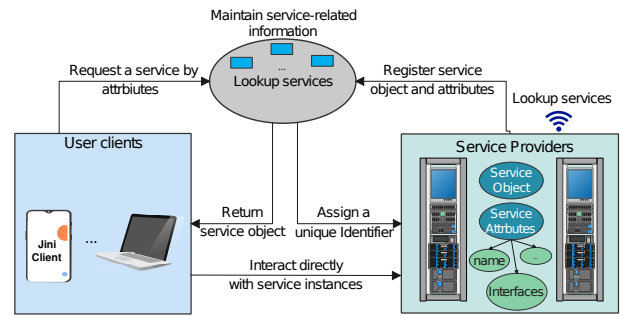 Maintain service-related
information
...
Lookup services
Request a service by
attrbiutes
Register service
object and attributes
Lookup services
User clients
Jini
Client
...
Return
service object
Assign a
unique Identifier
Interact directly
with service instances
Service Providers
Service
Object
Service
Attrbutes
name
...
Interfaces